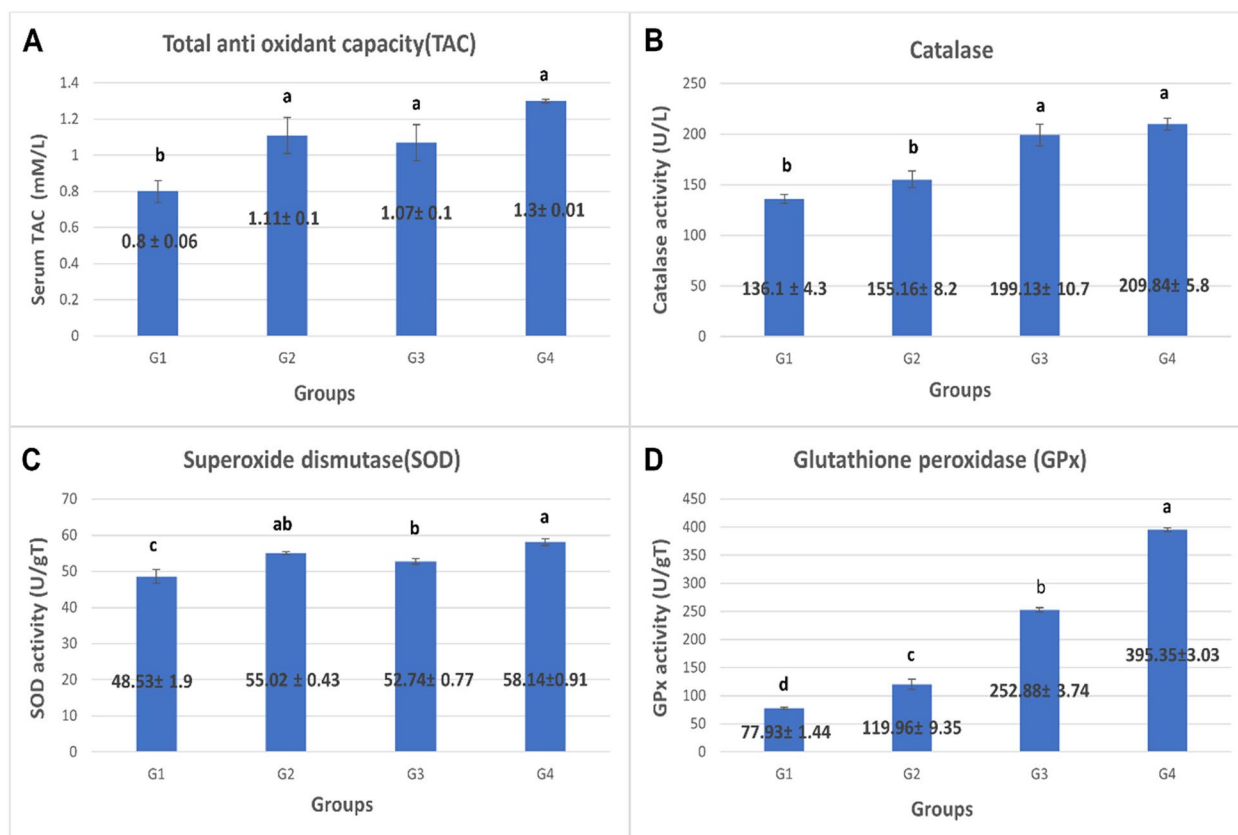 A
Total anti oxidant capacity(TAC)
Serum TAC (mM/L)
1.4
1.2
1
0.8
0.6
0.4
0.2
0
b
a
a
a
0.8 ± 0.06
1.11± 0.1
1.07± 0.1
1.3± 0.01
G1
G2
G3
G4
Groups
B
Catalase
Catalase activity (U/L)
250
200
150
100
50
0
b
b
a
a
136.1 ± 4.3
155.16± 8.2
199.13± 10.7
209.84± 5.8
G1
G2
G3
G4
Groups
C
Superoxide dismutase(SOD)
SOD activity (U/gT)
70
60
50
40
30
20
10
0
c
ab
b
a
48.53± 1.9
55.02 ± 0.43
52.74± 0.77
58.14±0.91
G1
G2
G3
G4
Groups
D
Glutathione peroxidase (GPx)
GPx activity (U/gT)
450
400
350
300
250
200
150
100
50
0
d
c
b
a
77.93± 1.44
119.96± 9.35
252.88± 3.74
395.35±3.03
G1
G2
G3
G4
Groups